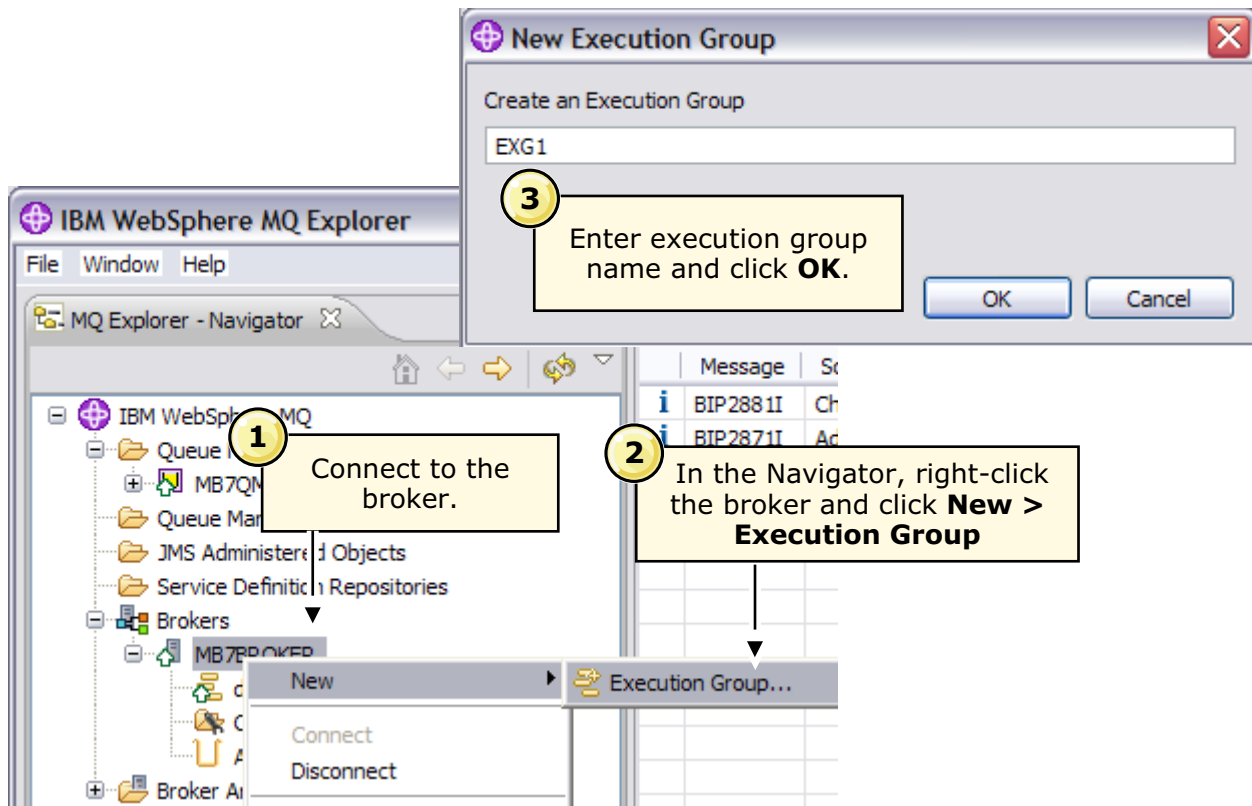 New Execution Group
Create an Execution Group
EXG1
3
Enter execution group
name and click OK.
OK
Cancel
IBM WebSphere MQ Explorer
File Window Help
MQ Explorer - Navigator
Message
BIP2881I
BIP2871I
IBM WebSphere MQ
1
Connect to the
broker.
2
In the Navigator, right-click
the broker and click New >
Execution Group
JMS Administered Objects
Service Definition Repositories
Brokers
MB7BROKER
New
Execution Group...
Connect
Disconnect
Broker